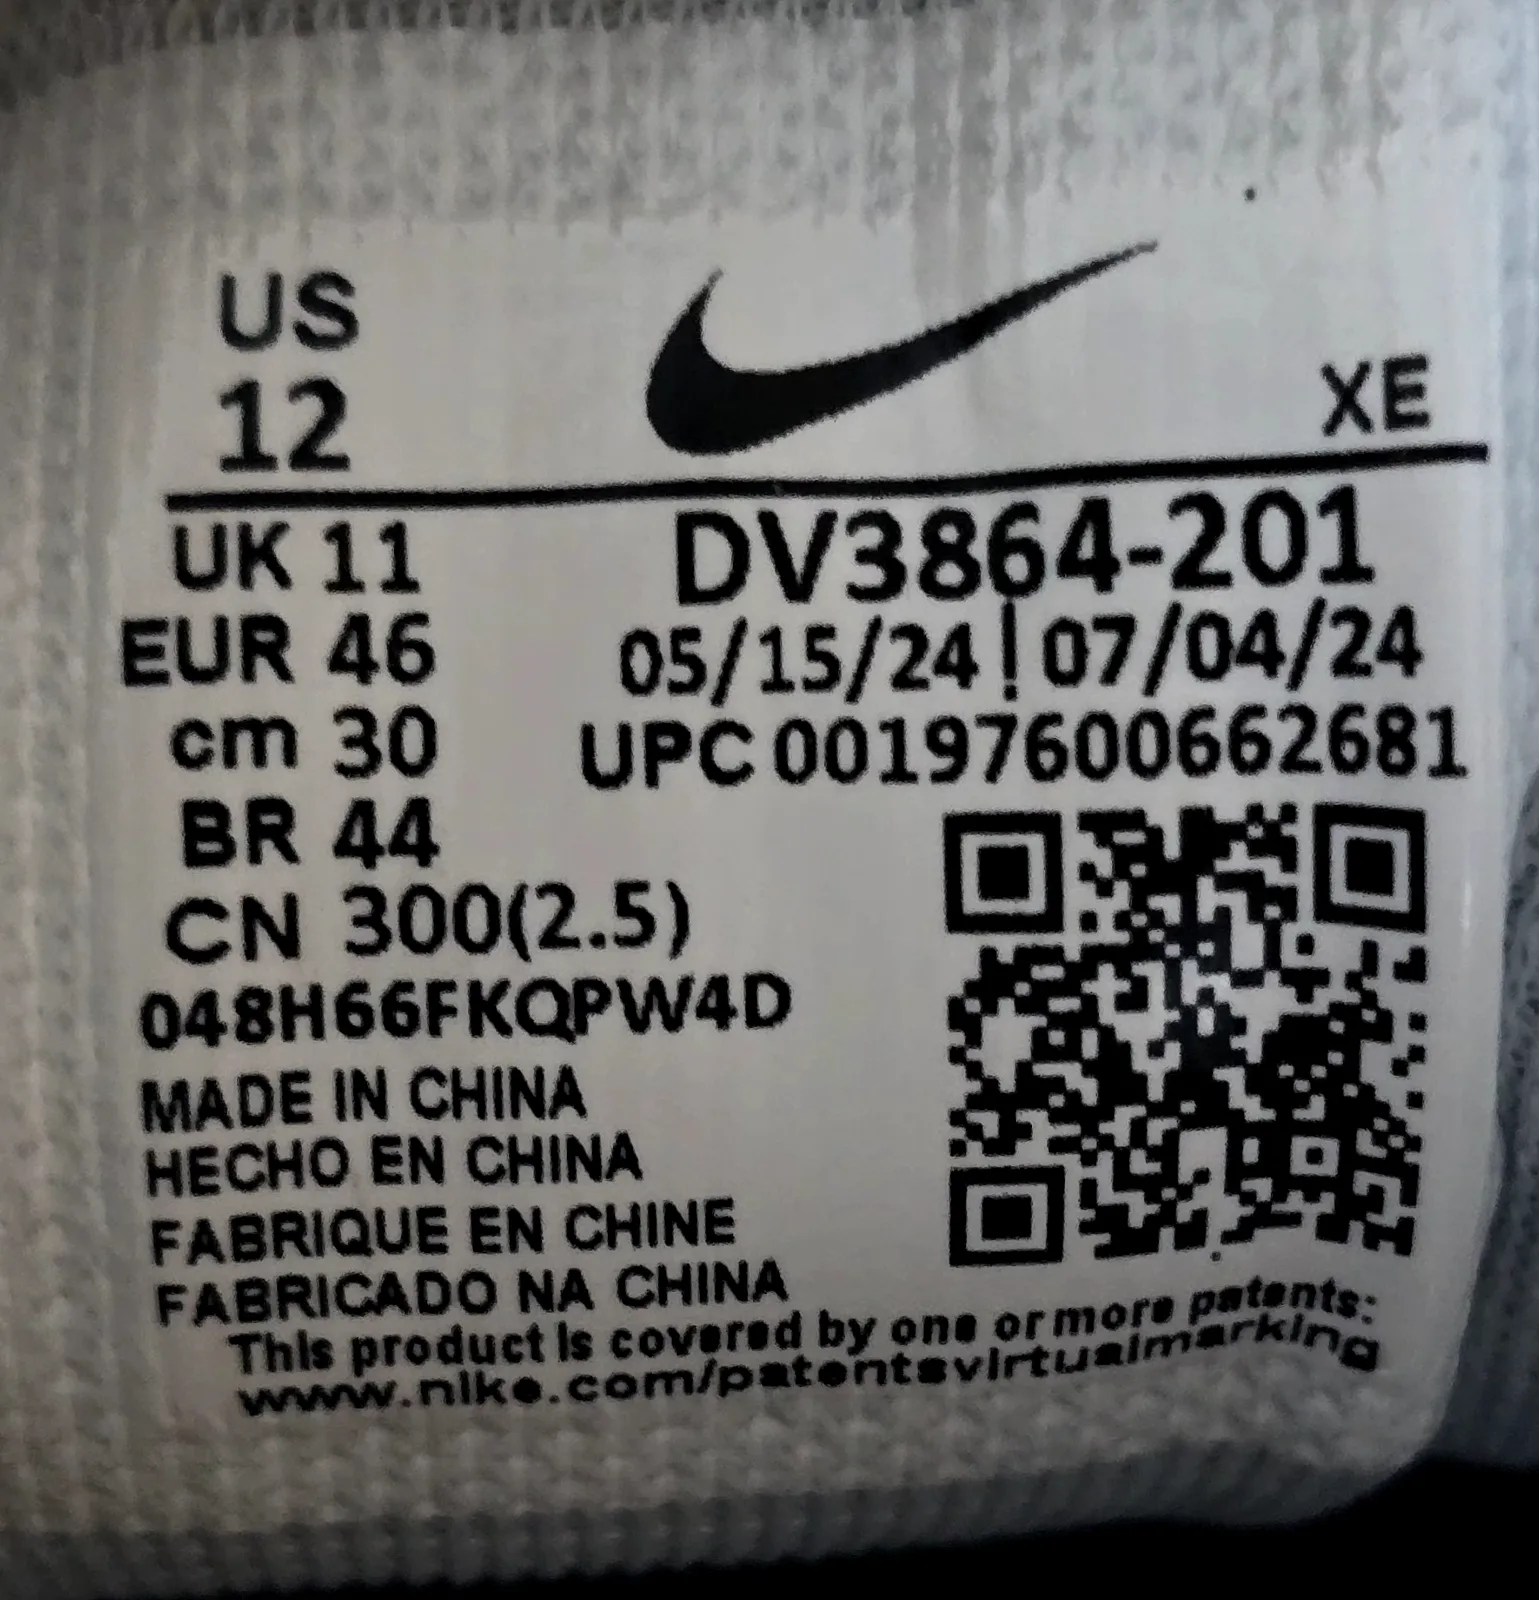 US
12
XE
UK 11
DV3864-201
EUR 46
05/15/24 | 07/04/24
cm 30
UPC 00197600662681
BR 44
CN 300(2.5)
048H66FKQPW4D
MADE IN CHINA
HECHO EN CHINA
FABRIQUE EN CHINE
FABRICADO NA CHINA
This product is covered by one or more patents:
www.nike.com/patentsvirtualmarking